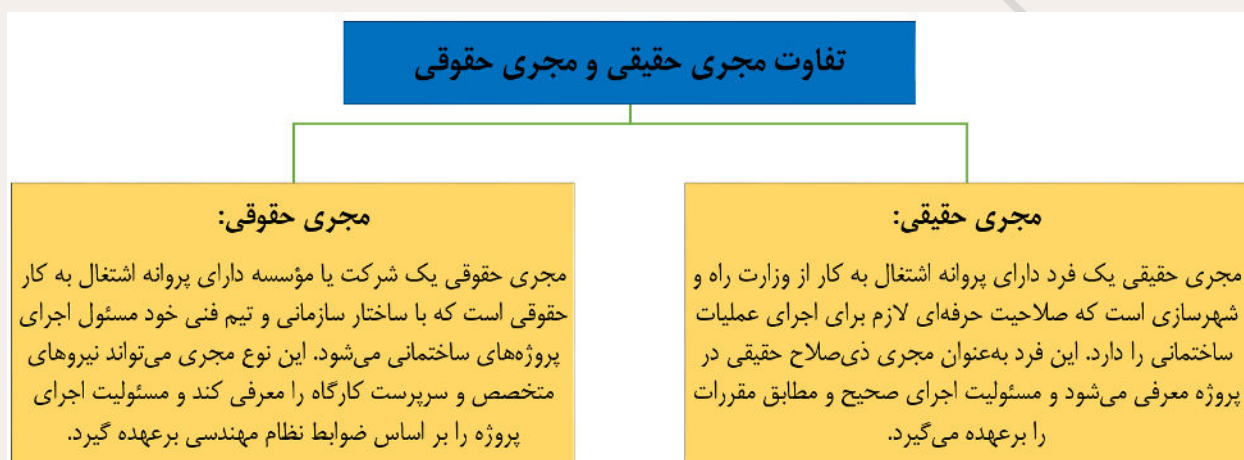 تفاوت مجری حقیقی و مجری حقوقی
مجری حقیقی:
مجری حقیقی یک فرد دارای پروانه اشتغال به کار از وزارت راه و
شهرسازی است که صلاحیت حرفه‌ای لازم برای اجرای عملیات
ساختمانی را دارد. این فرد به‌عنوان مجری ذی‌صلاح حقیقی در
پروژه معرفی می‌شود و مسئولیت اجرای صحیح و مطابق مقررات
را برعهده می‌گیرد.
مجری حقوقی:
مجری حقوقی یک شرکت یا مؤسسه دارای پروانه اشتغال به کار
حقوقی است که با ساختار سازمانی و تیم فنی خود مسئول اجرای
پروژه‌های ساختمانی می‌شود. این نوع مجری می‌تواند نیروهای
متخصص و سرپرست کارگاه را معرفی کند و مسئولیت اجرای
پروژه را بر اساس ضوابط نظام مهندسی برعهده گیرد.